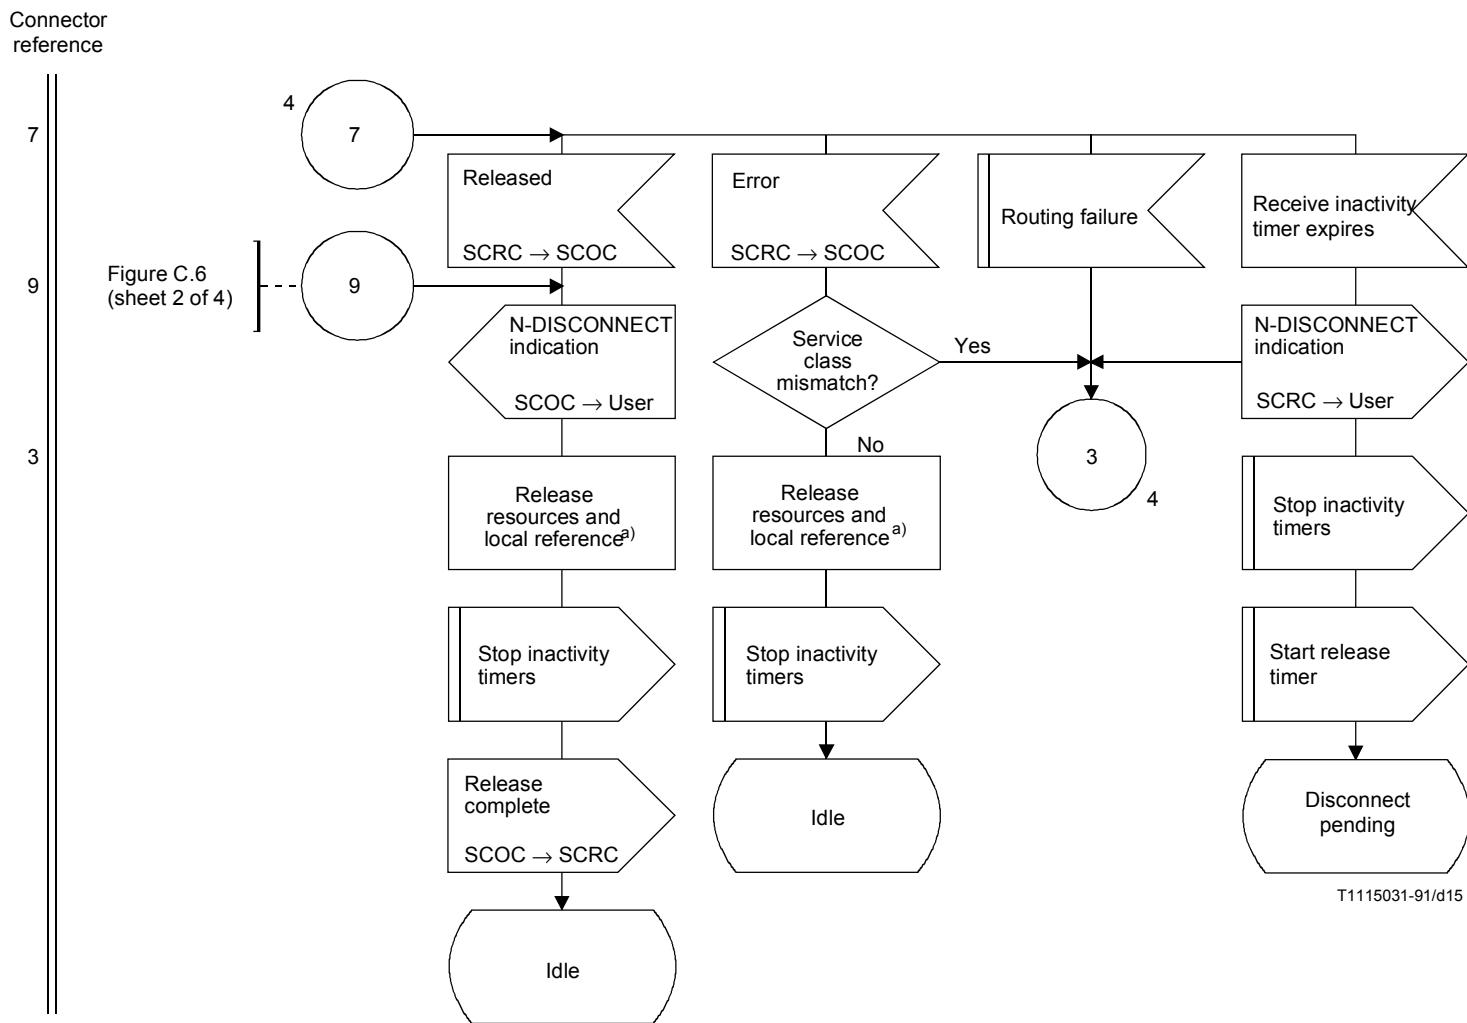 Connector
reference
7
9
3
4
7
Figure C.6
(sheet 2 of 4)
9
Released
SCRC → SCOC
N-DISCONNECT
indication
SCOC → User
Release
resources and
local reference a)
Stop inactivity
timers
Release
complete
SCOC → SCRC
Idle
Error
SCRC → SCOC
Service
class
mismatch?
Yes
No
Release
resources and
local reference a)
Stop inactivity
timers
Idle
Routing failure
3
4
Receive inactivity
timer expires
N-DISCONNECT
indication
SCRC → User
Stop inactivity
timers
Start release
timer
Disconnect
pending
T1115031-91/d15